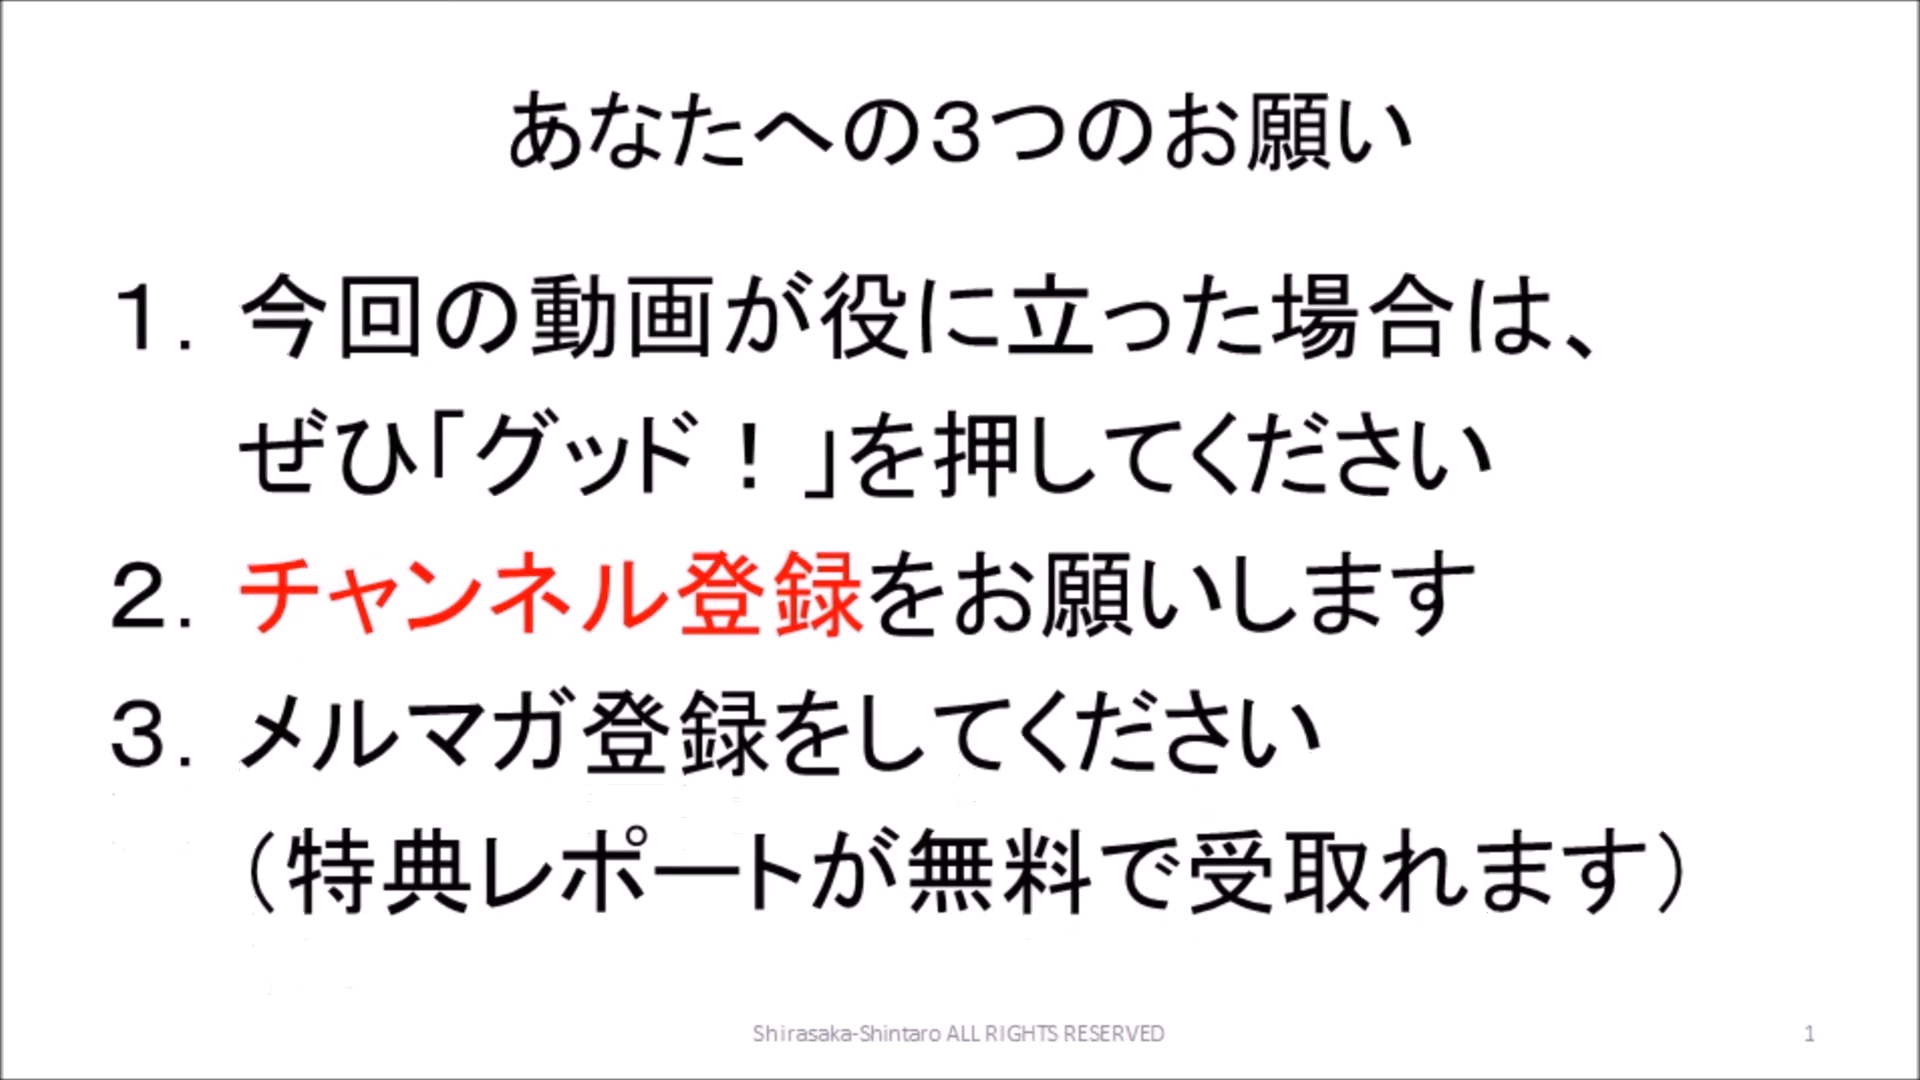 あなたへの３つのお願い
１．今回の動画が役に立った場合は、
ぜひ「グッド！」を押してください
２．チャンネル登録をお願いします
３．メルマガ登録をしてください
（特典レポートが無料で受取れます）
Shirasaka-Shintaro ALL RIGHTS RESERVED
1